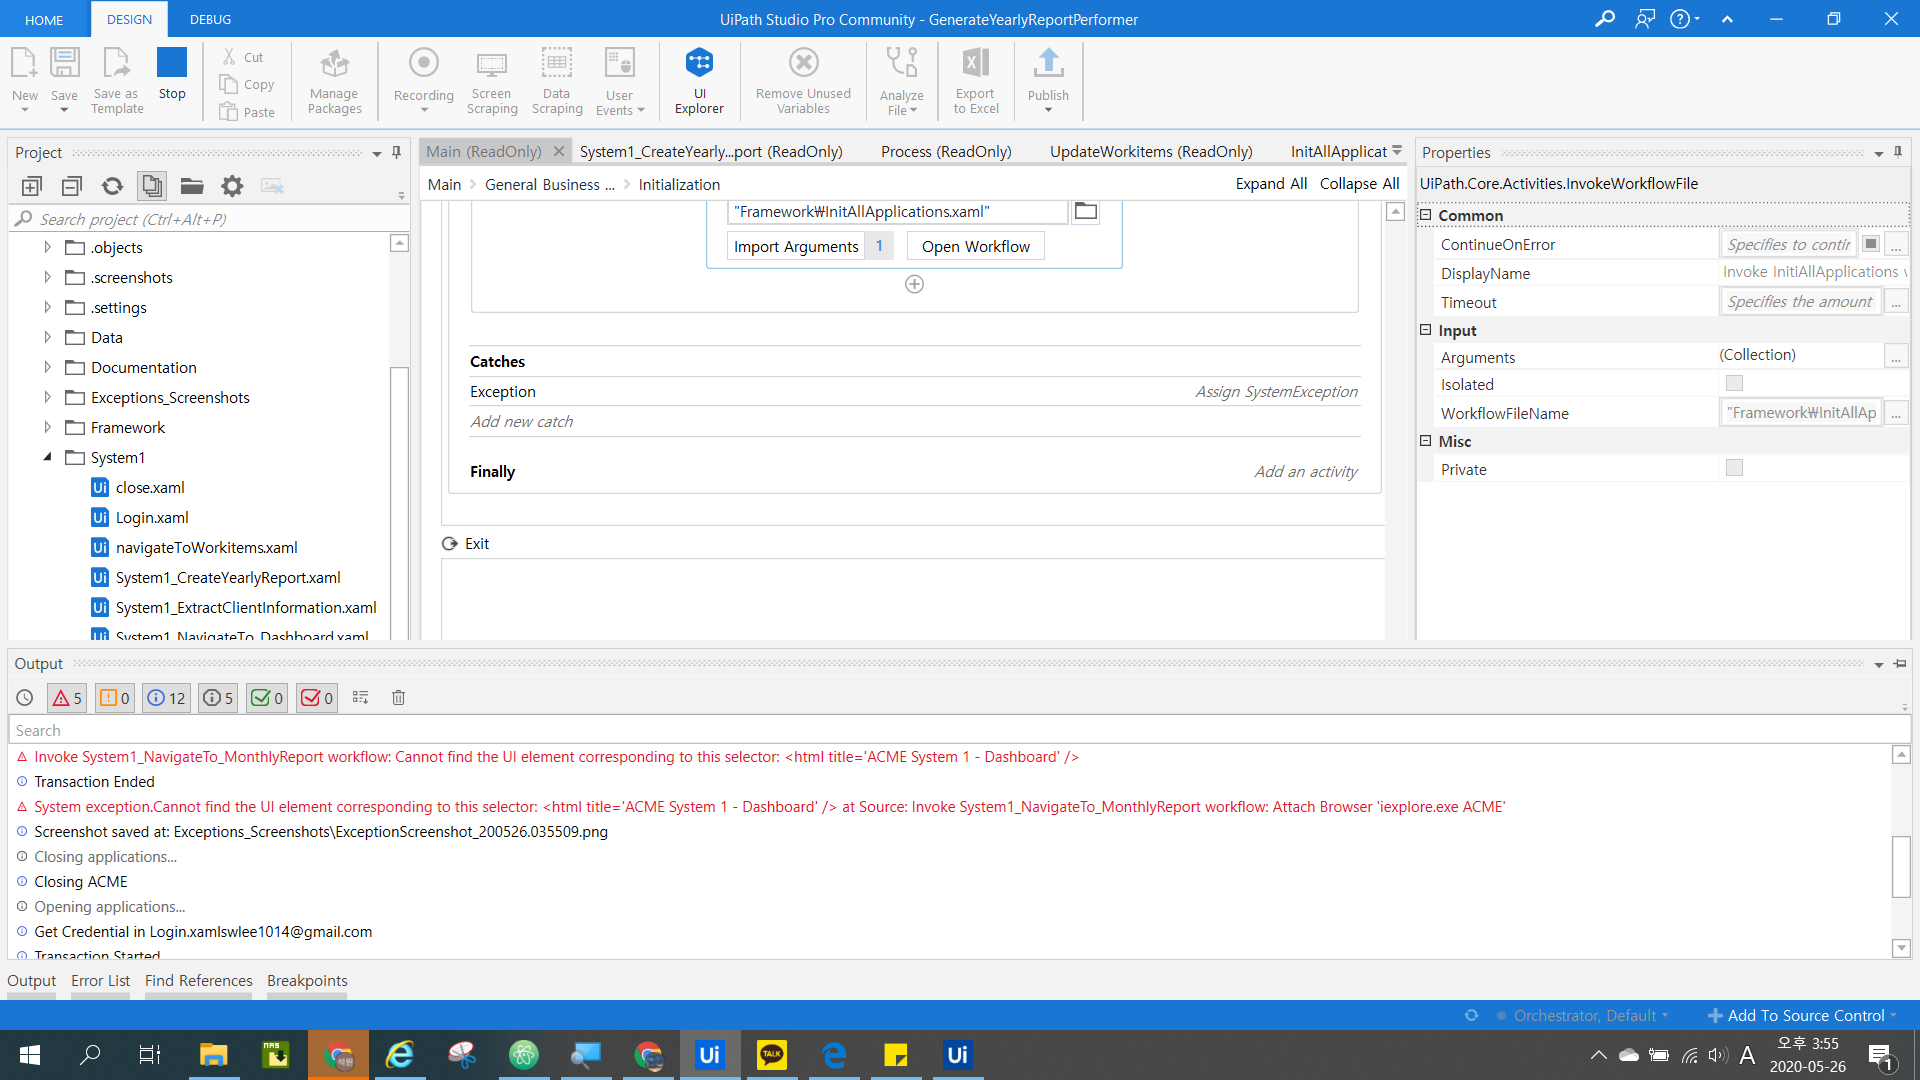 HOME
DESIGN
DEBUG
UiPath Studio Pro Community - GenerateYearlyReportPerformer
New
Save
Save as
Template
Stop
Cut
Copy
Paste
Manage
Packages
Recording
Screen
Scraping
Data
Scraping
User
Events
UI
Explorer
Remove Unused
Variables
Analyze
File
Export
to Excel
Publish
Project
Search project (Ctrl+Alt+P)
.objects
.screenshots
.settings
Data
Documentation
Exceptions_Screenshots
Framework
System1
close.xaml
Login.xaml
navigateToWorkitems.xaml
System1_CreateYearlyReport.xaml
System1_ExtractClientInformation.xaml
System1_NavigateTo_Dashboard.xaml
Main (ReadOnly)
System1_CreateYearly...port (ReadOnly)
Process (ReadOnly)
UpdateWorkitems (ReadOnly)
InitAllApplicat
Main > General Business ... > Initialization
Expand All
Collapse All
"Framework₩InitAllApplications.xaml"
Import Arguments 1
Open Workflow
Catches
Exception
Assign SystemException
Add new catch
Finally
Add an activity
Exit
Properties
UiPath.Core.Activities.InvokeWorkflowFile
Common
ContinueOnError
Specifies to contir
...
DisplayName
Invoke InitiAllApplications
Timeout
Specifies the amount
...
Input
Arguments
(Collection)
...
Isolated
WorkflowFileName
"Framework₩InitAllAp
...
Misc
Private
Output
5
0
12
5
0
0
Search
Invoke System1_NavigateTo_MonthlyReport workflow: Cannot find the UI element corresponding to this selector: <html title='ACME System 1 - Dashboard' />
Transaction Ended
System exception.Cannot find the UI element corresponding to this selector: <html title='ACME System 1 - Dashboard' /> at Source: Invoke System1_NavigateTo_MonthlyReport workflow: Attach Browser 'iexplore.exe ACME'
Screenshot saved at: Exceptions_Screenshots\ExceptionScreenshot_200526.035509.png
Closing applications...
Closing ACME
Opening applications...
Get Credential in Login.xamlswlee1014@gmail.com
Transaction Started
Output
Error List
Find References
Breakpoints
Orchestrator, Default
Add To Source Control
NAS
Ui
TALK
Ui
A
오후 3:55
2020-05-26
1